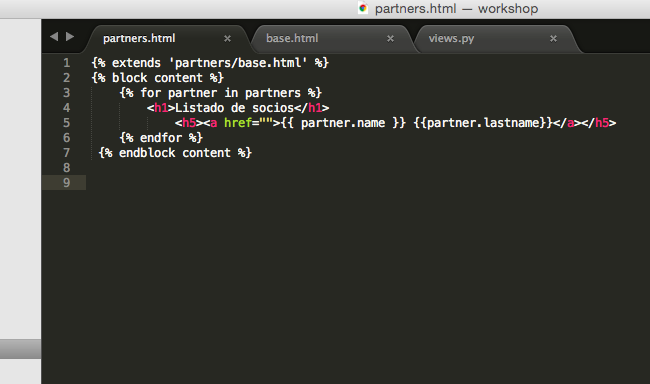 partners.html — workshop
partners.html × base.html × views.py ×
1 {% extends 'partners/base.html' %}
2 {% block content %}
3 {% for partner in partners %}
4 <h1>Listado de socios</h1>
5 <h5><a href="">{{ partner.name }} {{partner.lastname}}</a></h5>
6 {% endfor %}
7 {% endblock content %}
8
9